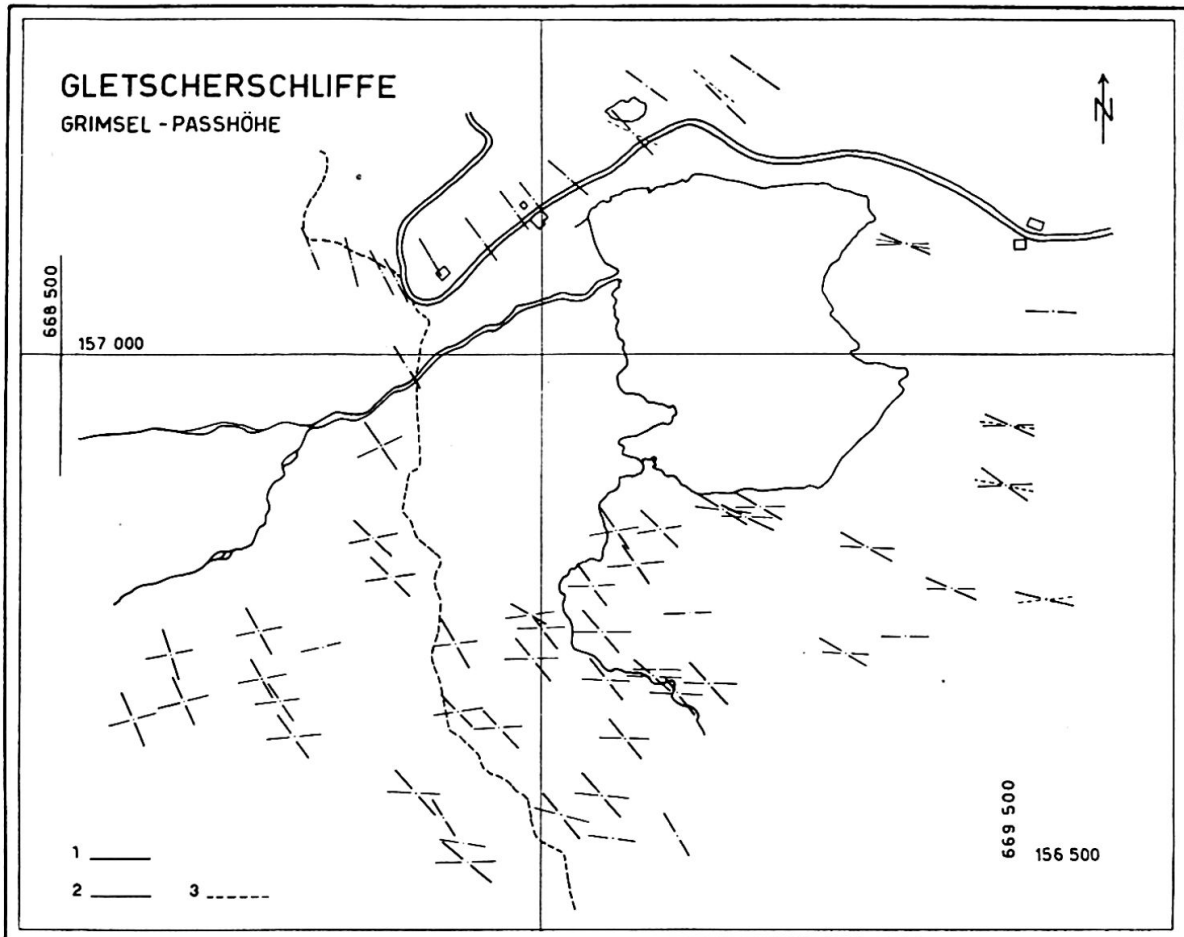 GLETSCHERSCHLIFFE
GRIMSEL - PASSHÖHE
N
668 500
157 000
669 500
156 500
1
2
3